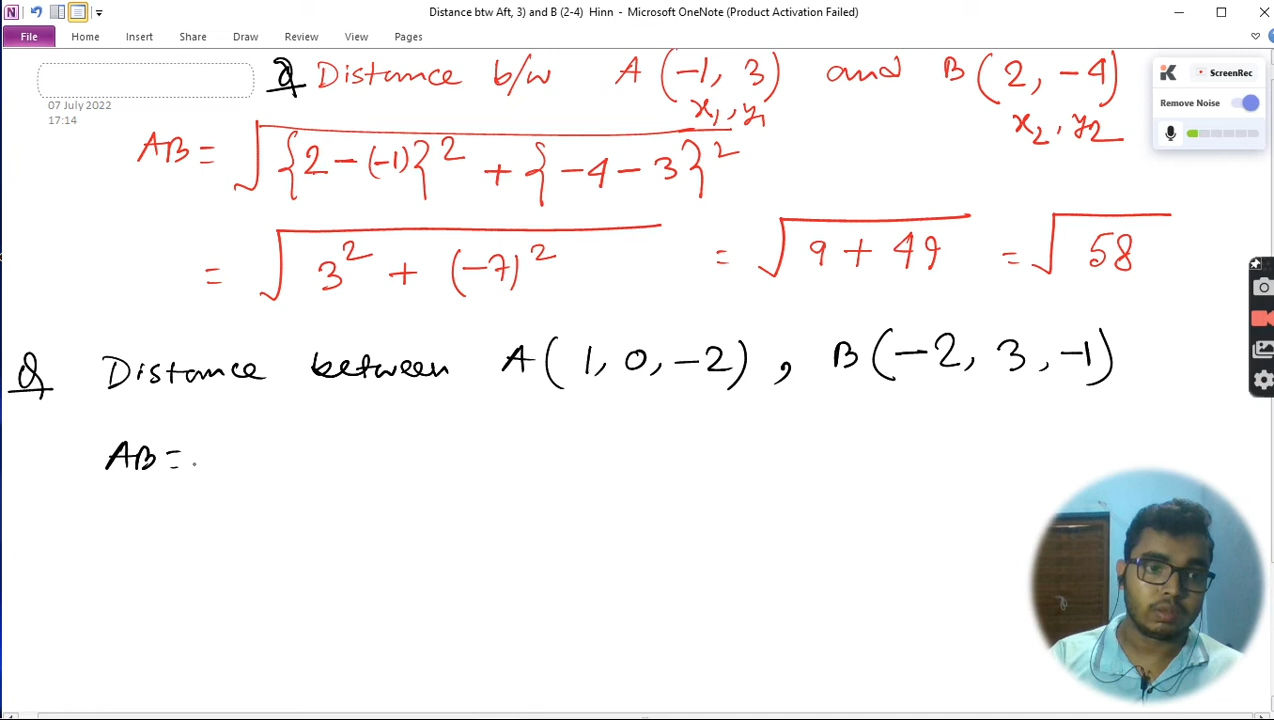 Distance btw Aft, 3) and B (2-4) Hinn - Microsoft OneNote (Product Activation Failed)
File Home Insert Share Draw Review View Pages
ScreenRec
Remove Noise
07 July 2022
17:14
Q Distance b/w A (-1, 3) and B (2, -4)
x₁, y₁ x₂, y₂
AB = √{2-(-1)}² + {-4-3}²
= √3² + (-7)² = √9 + 49 = √58
Q Distance between A (1, 0, -2), B (-2, 3, -1)
AB =